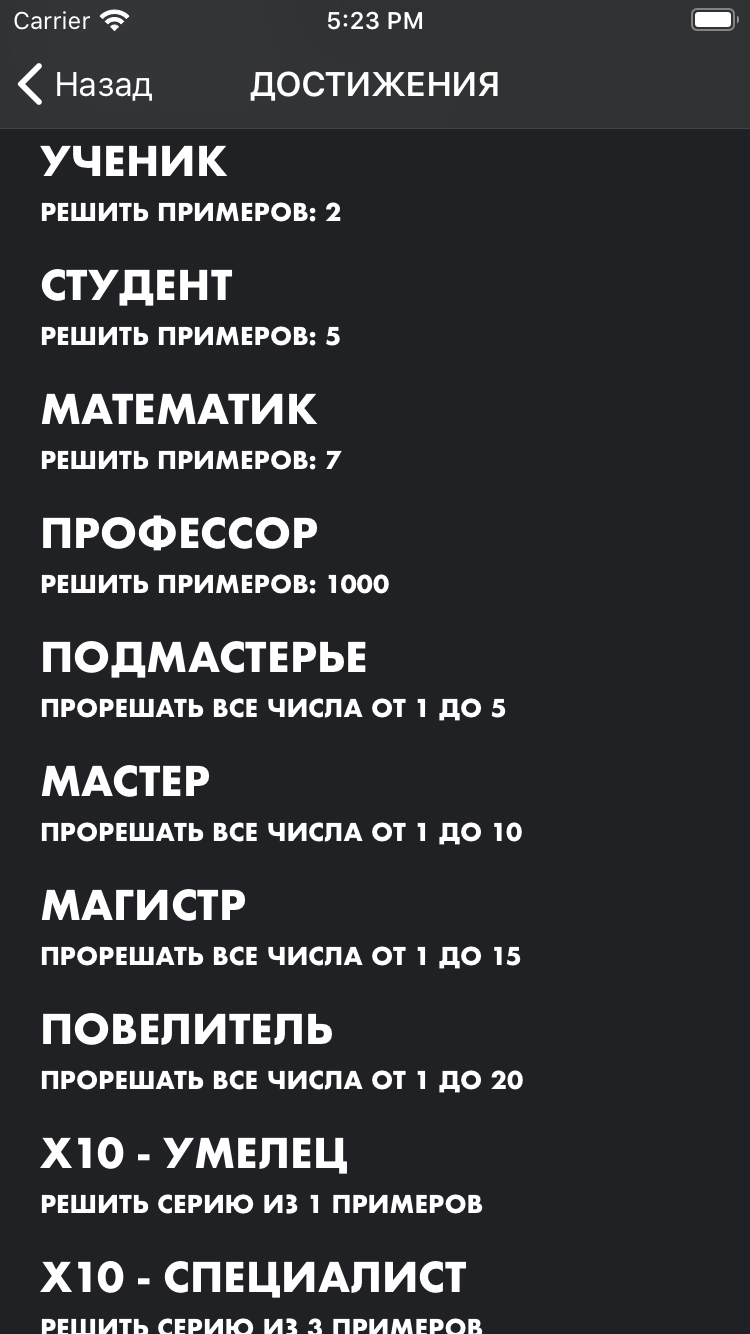 Carrier 5:23 PM
Назад ДОСТИЖЕНИЯ
УЧЕНИК
РЕШИТЬ ПРИМЕРОВ: 2
СТУДЕНТ
РЕШИТЬ ПРИМЕРОВ: 5
МАТЕМАТИК
РЕШИТЬ ПРИМЕРОВ: 7
ПРОФЕССОР
РЕШИТЬ ПРИМЕРОВ: 1000
ПОДМАСТЕРЬЕ
ПРОРЕШАТЬ ВСЕ ЧИСЛА ОТ 1 ДО 5
МАСТЕР
ПРОРЕШАТЬ ВСЕ ЧИСЛА ОТ 1 ДО 10
МАГИСТР
ПРОРЕШАТЬ ВСЕ ЧИСЛА ОТ 1 ДО 15
ПОВЕЛИТЕЛЬ
ПРОРЕШАТЬ ВСЕ ЧИСЛА ОТ 1 ДО 20
X10 - УМЕЛЕЦ
РЕШИТЬ СЕРИЮ ИЗ 1 ПРИМЕРОВ
X10 - СПЕЦИАЛИСТ
РЕШИТЬ СЕРИЮ ИЗ 3 ПРИМЕРОВ